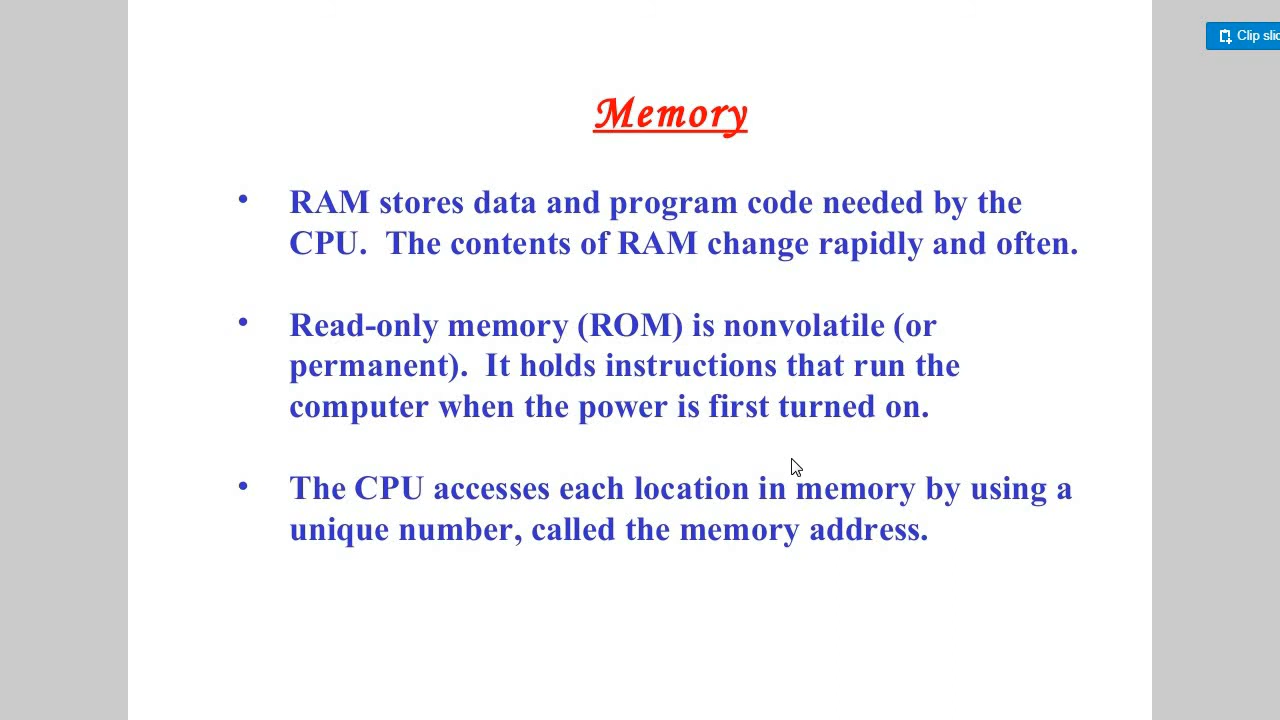 Clip slic
Memory
• RAM stores data and program code needed by the
CPU. The contents of RAM change rapidly and often.
• Read-only memory (ROM) is nonvolatile (or
permanent). It holds instructions that run the
computer when the power is first turned on.
• The CPU accesses each location in memory by using a
unique number, called the memory address.